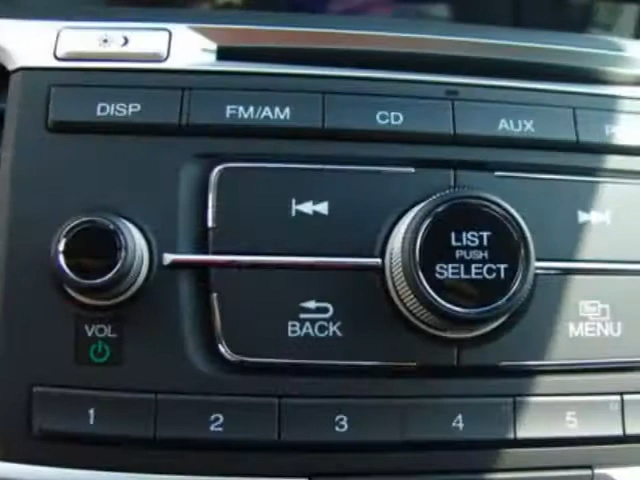 DISP FM/AM CD AUX
LIST
PUSH
SELECT
BACK
MENU
VOL
1 2 3 4 5